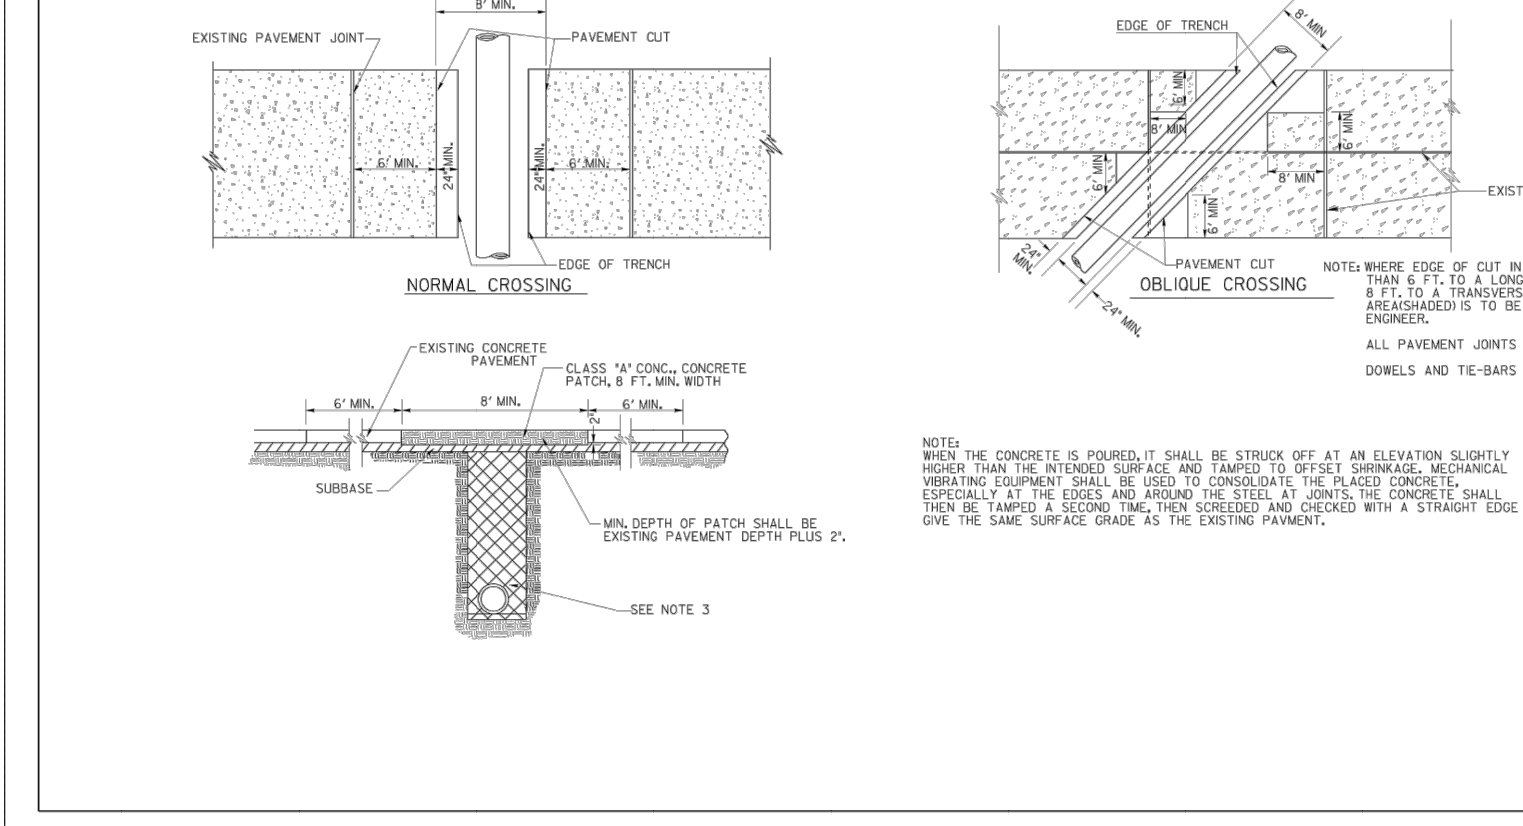 8' MIN.
EXISTING PAVEMENT JOINT
PAVEMENT CUT
6' MIN.
24" MIN.
24" MIN.
6' MIN.
EDGE OF TRENCH
NORMAL CROSSING
EDGE OF TRENCH
8' MIN
6' MIN
8' MIN
6' MIN
6' MIN
8' MIN
6' MIN
EXIST
24" MIN.
PAVEMENT CUT
24" MIN.
OBLIQUE CROSSING
NOTE: WHERE EDGE OF CUT IN
THAN 6 FT. TO A LONG
8 FT. TO A TRANSVERS
AREA(SHADED) IS TO BE
ENGINEER.
ALL PAVEMENT JOINTS
DOWELS AND TIE-BARS
EXISTING CONCRETE
PAVEMENT
CLASS "A" CONC., CONCRETE
PATCH, 8 FT. MIN. WIDTH
6' MIN.
8' MIN.
6' MIN.
2"
SUBBASE
MIN. DEPTH OF PATCH SHALL BE
EXISTING PAVEMENT DEPTH PLUS 2".
SEE NOTE 3
NOTE:
WHEN THE CONCRETE IS POURED, IT SHALL BE STRUCK OFF AT AN ELEVATION SLIGHTLY
HIGHER THAN THE INTENDED SURFACE AND TAMPED TO OFFSET SHRINKAGE. MECHANICAL
VIBRATING EQUIPMENT SHALL BE USED TO CONSOLIDATE THE PLACED CONCRETE,
ESPECIALLY AT THE EDGES AND AROUND THE STEEL AT JOINTS. THE CONCRETE SHALL
THEN BE TAMPED A SECOND TIME, THEN SCREEDED AND CHECKED WITH A STRAIGHT EDGE
GIVE THE SAME SURFACE GRADE AS THE EXISTING PAVMENT.